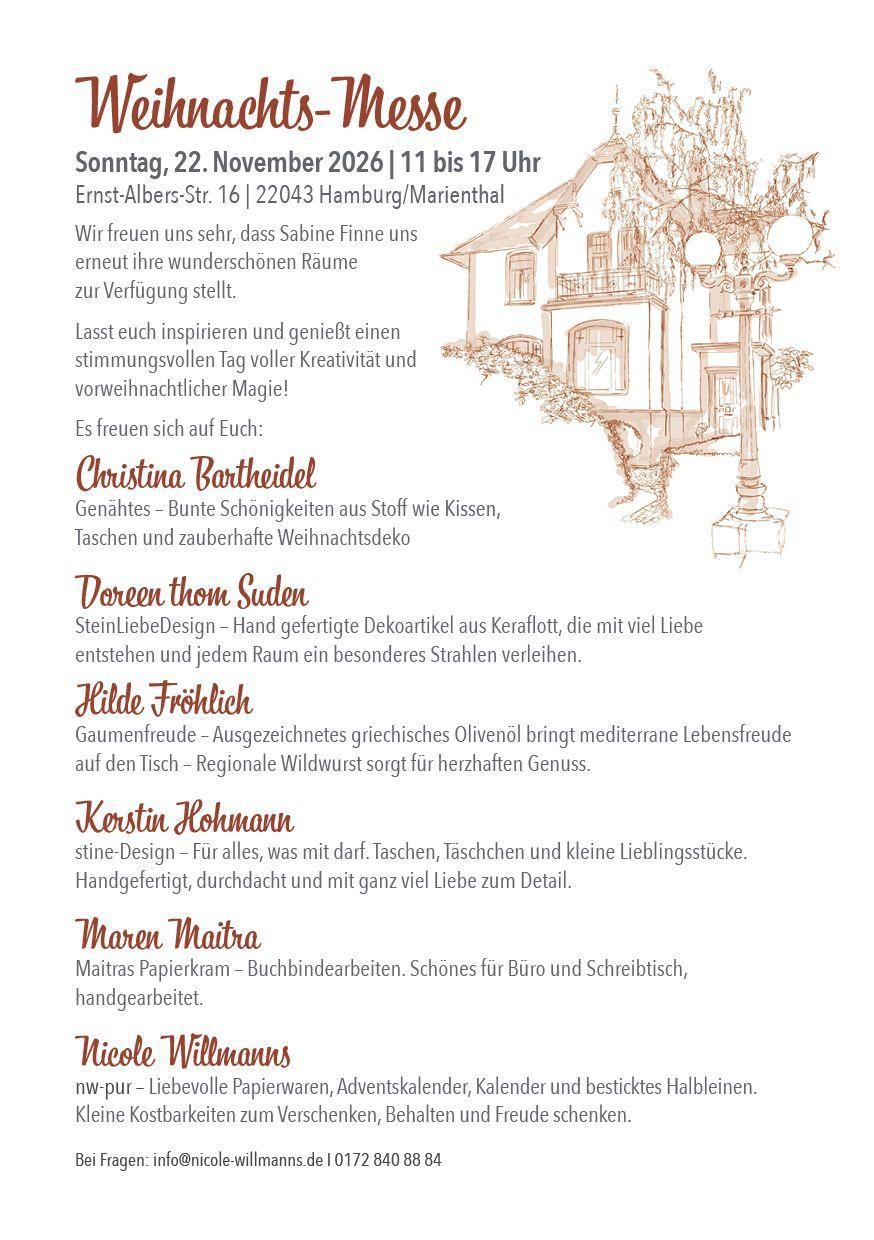 Weihnachts-Messe
Sonntag, 22. November 2026 | 11 bis 17 Uhr
Ernst-Albers-Str. 16 | 22043 Hamburg/Marienthal
Wir freuen uns sehr, dass Sabine Finne uns
erneut ihre wunderschönen Räume
zur Verfügung stellt.
Lasst euch inspirieren und genießt einen
stimmungsvollen Tag voller Kreativität und
vorweihnachtlicher Magie!
Es freuen sich auf Euch:
Christina Bartheidel
Genähtes – Bunte Schönigkeiten aus Stoff wie Kissen,
Taschen und zauberhafte Weihnachtsdeko
Doreen thom Suden
SteinLiebeDesign – Hand gefertigte Dekoartikel aus Keraflott, die mit viel Liebe
entstehen und jedem Raum ein besonderes Strahlen verleihen.
Hilde Fröhlich
Gaumenfreude – Ausgezeichnetes griechisches Olivenöl bringt mediterrane Lebensfreude
auf den Tisch – Regionale Wildwurst sorgt für herzhaften Genuss.
Kerstin Hohmann
stine-Design – Für alles, was mit darf. Taschen, Täschchen und kleine Lieblingsstücke.
Handgefertigt, durchdacht und mit ganz viel Liebe zum Detail.
Maren Maitra
Maitras Papierkram – Buchbindearbeiten. Schönes für Büro und Schreibtisch,
handgearbeitet.
Nicole Willmanns
nw-pur – Liebevolle Papierwaren, Adventskalender, Kalender und besticktes Halbleinen.
Kleine Kostbarkeiten zum Verschenken, Behalten und Freude schenken.
Bei Fragen: info@nicole-willmanns.de I 0172 840 88 84